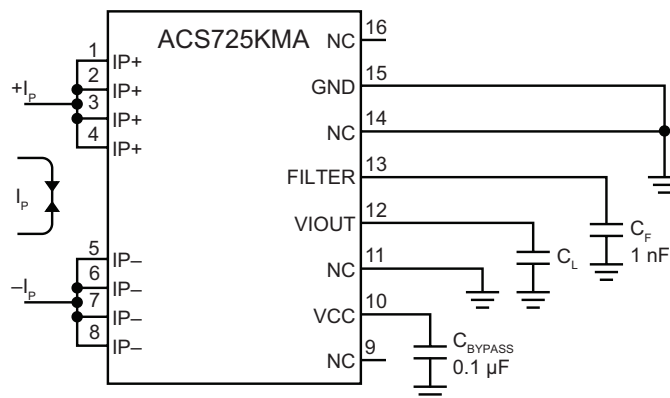 ACS725KMA
1 IP+
2 IP+
3 IP+
4 IP+
+IP
IP
5 IP–
6 IP–
7 IP–
8 IP–
–IP
NC 16
GND 15
NC 14
FILTER 13
VIOUT 12
NC 11
VCC 10
NC 9
CF
1 nF
CL
CBYPASS
0.1 µF